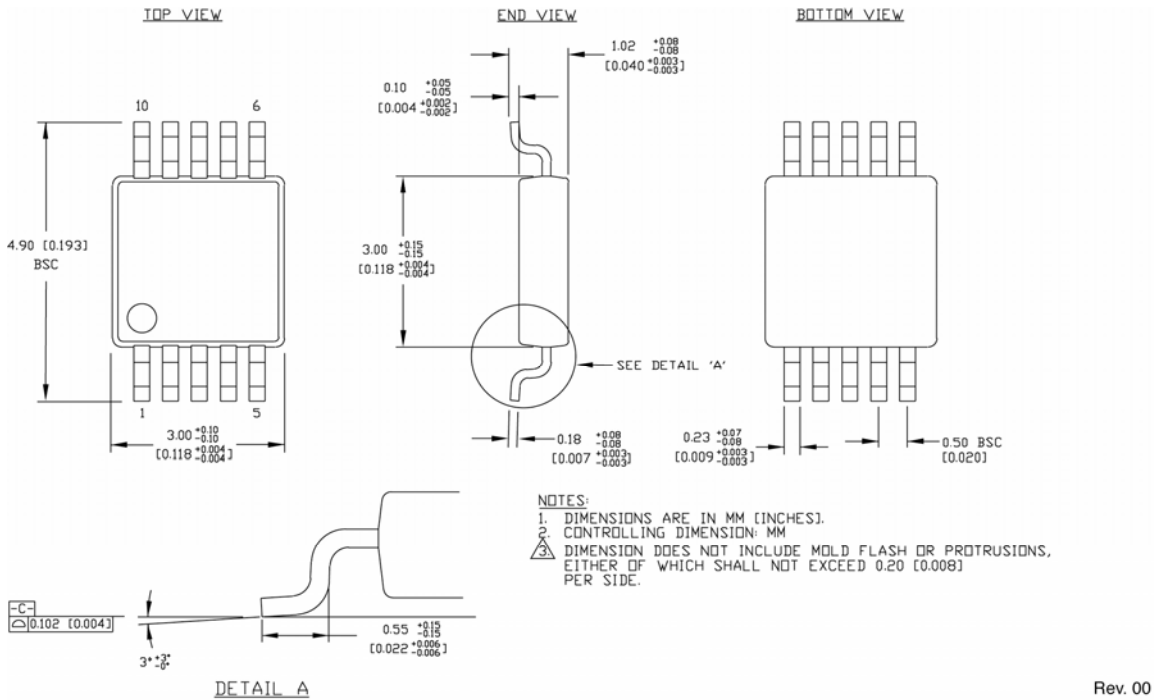 TOP VIEW
END VIEW
BOTTOM VIEW
1.02 +0.08 -0.08
[0.040 +0.003 -0.003]
0.10 +0.05 -0.05
[0.004 +0.002 -0.002]
10 6
4.90 [0.193]
BSC
3.00 +0.15 -0.15
[0.118 +0.004 -0.004]
SEE DETAIL 'A'
1 5
3.00 +0.10 -0.10
[0.118 +0.004 -0.004]
0.18 +0.08 -0.08
[0.007 +0.003 -0.003]
0.23 +0.07 -0.08
[0.009 +0.003 -0.003]
0.50 BSC
[0.020]
NOTES:
1. DIMENSIONS ARE IN MM [INCHES].
2. CONTROLLING DIMENSION: MM
3. DIMENSION DOES NOT INCLUDE MOLD FLASH OR PROTRUSIONS,
EITHER OF WHICH SHALL NOT EXCEED 0.20 [0.008]
PER SIDE.
-C-
0.102 [0.004]
3° +3° -0°
0.55 +0.15 -0.15
[0.022 +0.006 -0.006]
DETAIL A
Rev. 00